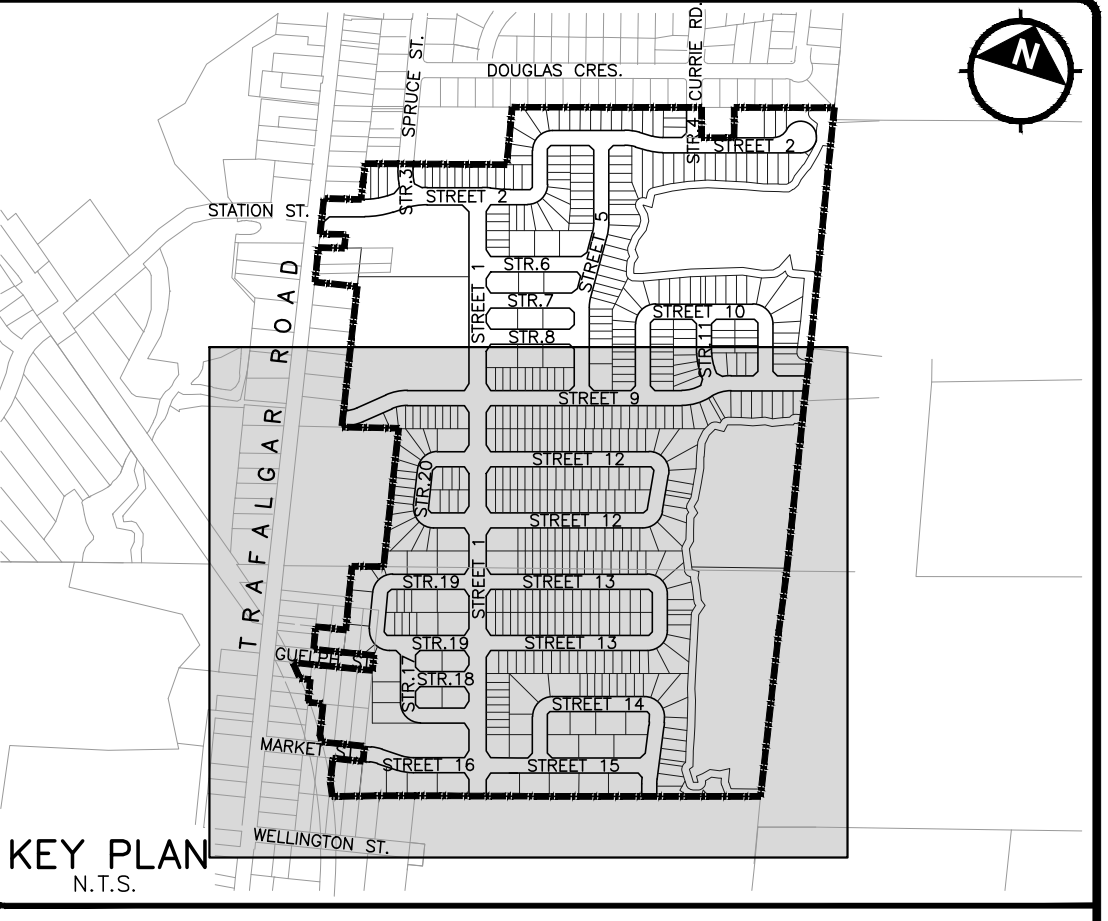 SPRUCE ST.
DOUGLAS CRES.
CURRIE RD.
N
STR.4
STREET 2
STR.3
STREET 2
STATION ST.
STREET 5
STR.6
STREET 1
STR.7
STR.8
STREET 10
STR.11
TRAFALGAR ROAD
STREET 9
STREET 12
STR.20
STREET 12
STREET 1
STR.19
STREET 13
STR.19
STREET 13
GUELPH ST.
STR.17
STR.18
STREET 14
MARKET ST.
STREET 16
STREET 15
WELLINGTON ST.
KEY PLAN
N.T.S.